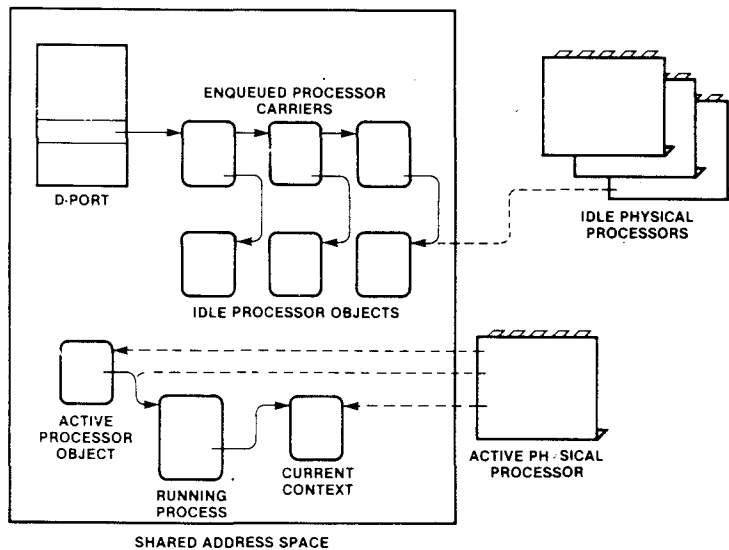 ENQUEUED PROCESSOR
CARRIERS
D-PORT
IDLE PHYSICAL
PROCESSORS
IDLE PROCESSOR OBJECTS
ACTIVE
PROCESSOR
OBJECT
RUNNING
PROCESS
CURRENT
CONTEXT
ACTIVE PH SICAL
PROCESSOR
SHARED ADDRESS SPACE